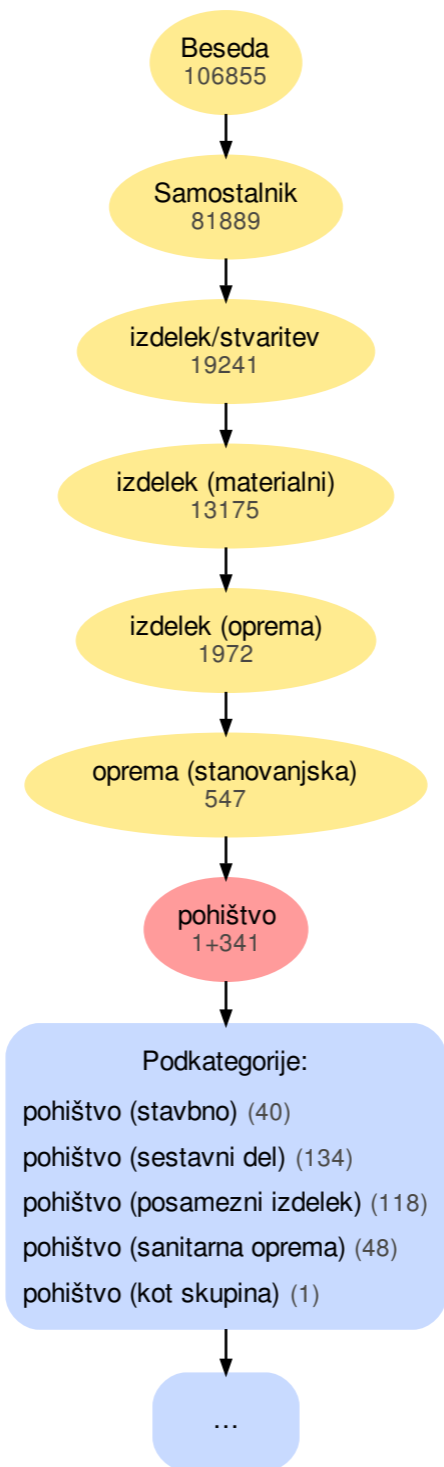 Beseda
106855
Samostalnik
81889
izdelek/stvaritev
19241
izdelek (materialni)
13175
izdelek (oprema)
1972
oprema (stanovanjska)
547
pohištvo
1+341
Podkategorije:
pohištvo (stavbno) (40)
pohištvo (sestavni del) (134)
pohištvo (posamezni izdelek) (118)
pohištvo (sanitarna oprema) (48)
pohištvo (kot skupina) (1)
...